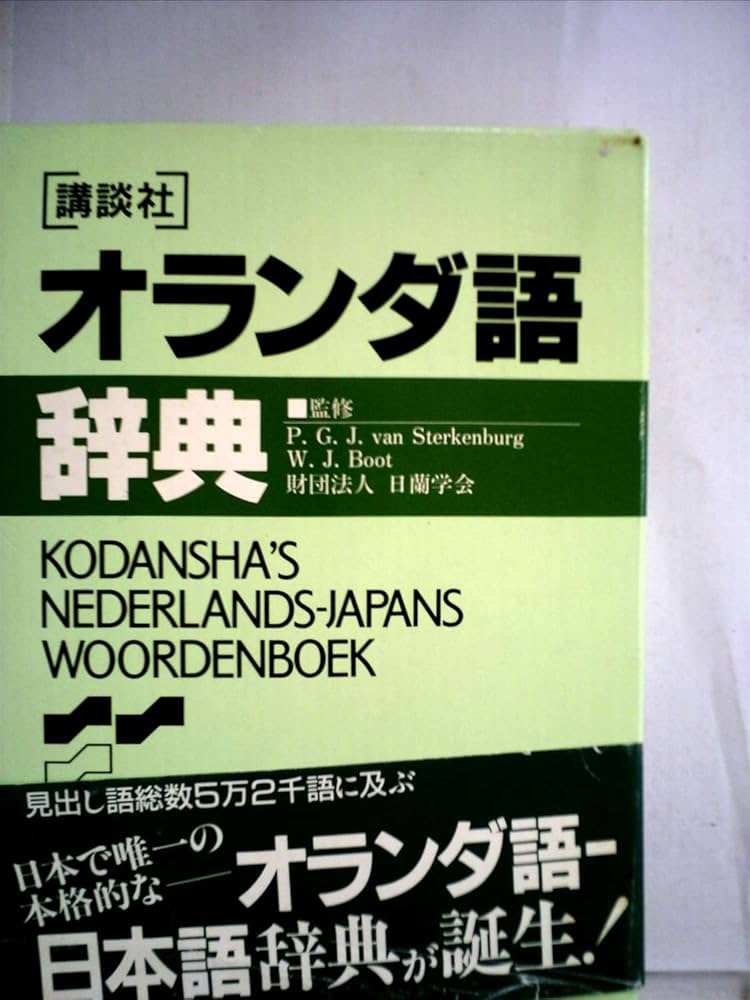 [講談社]
オランダ語
辞典
■監修
P. G. J. van Sterkenburg
W. J. Boot
財団法人 日蘭学会
KODANSHA'S
NEDERLANDS-JAPANS
WOORDENBOEK
見出し語総数5万2千語に及ぶ
日本で唯一の
本格的な──オランダ語-
日本語辞典が誕生!